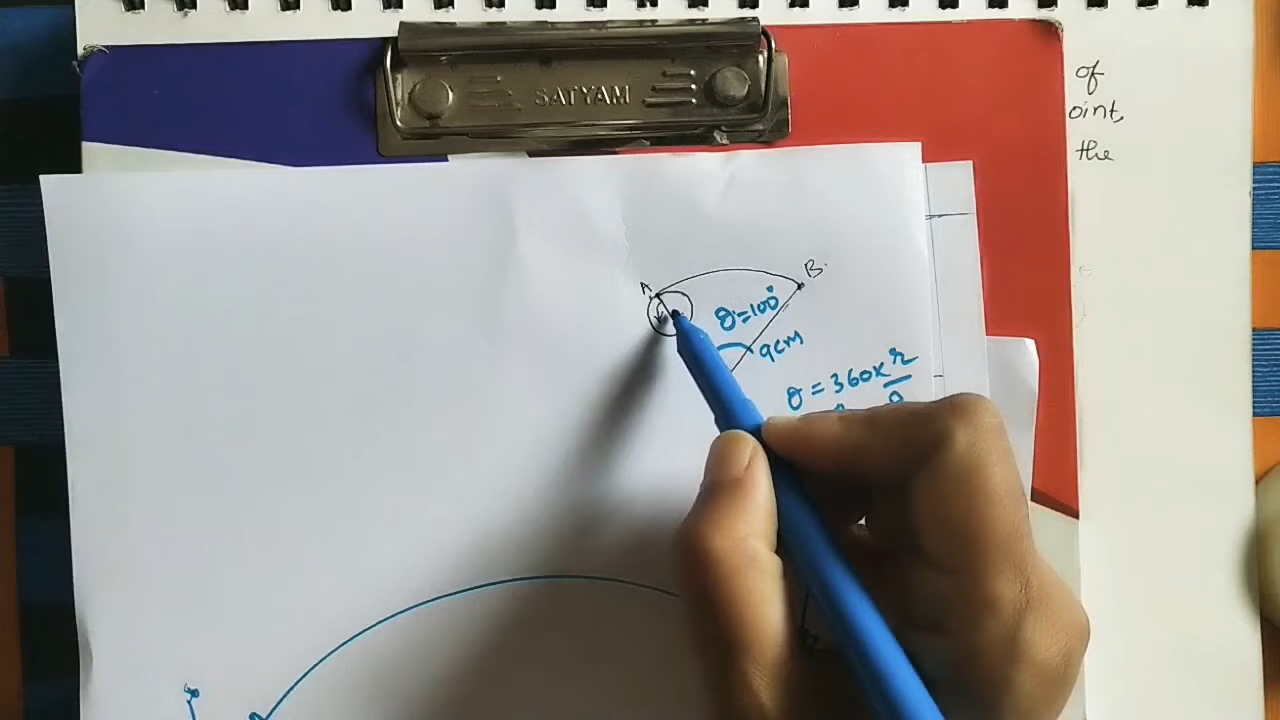 SATYAM
of
oint,
the
A
B
θ=100°
9cm
θ = 360 x r